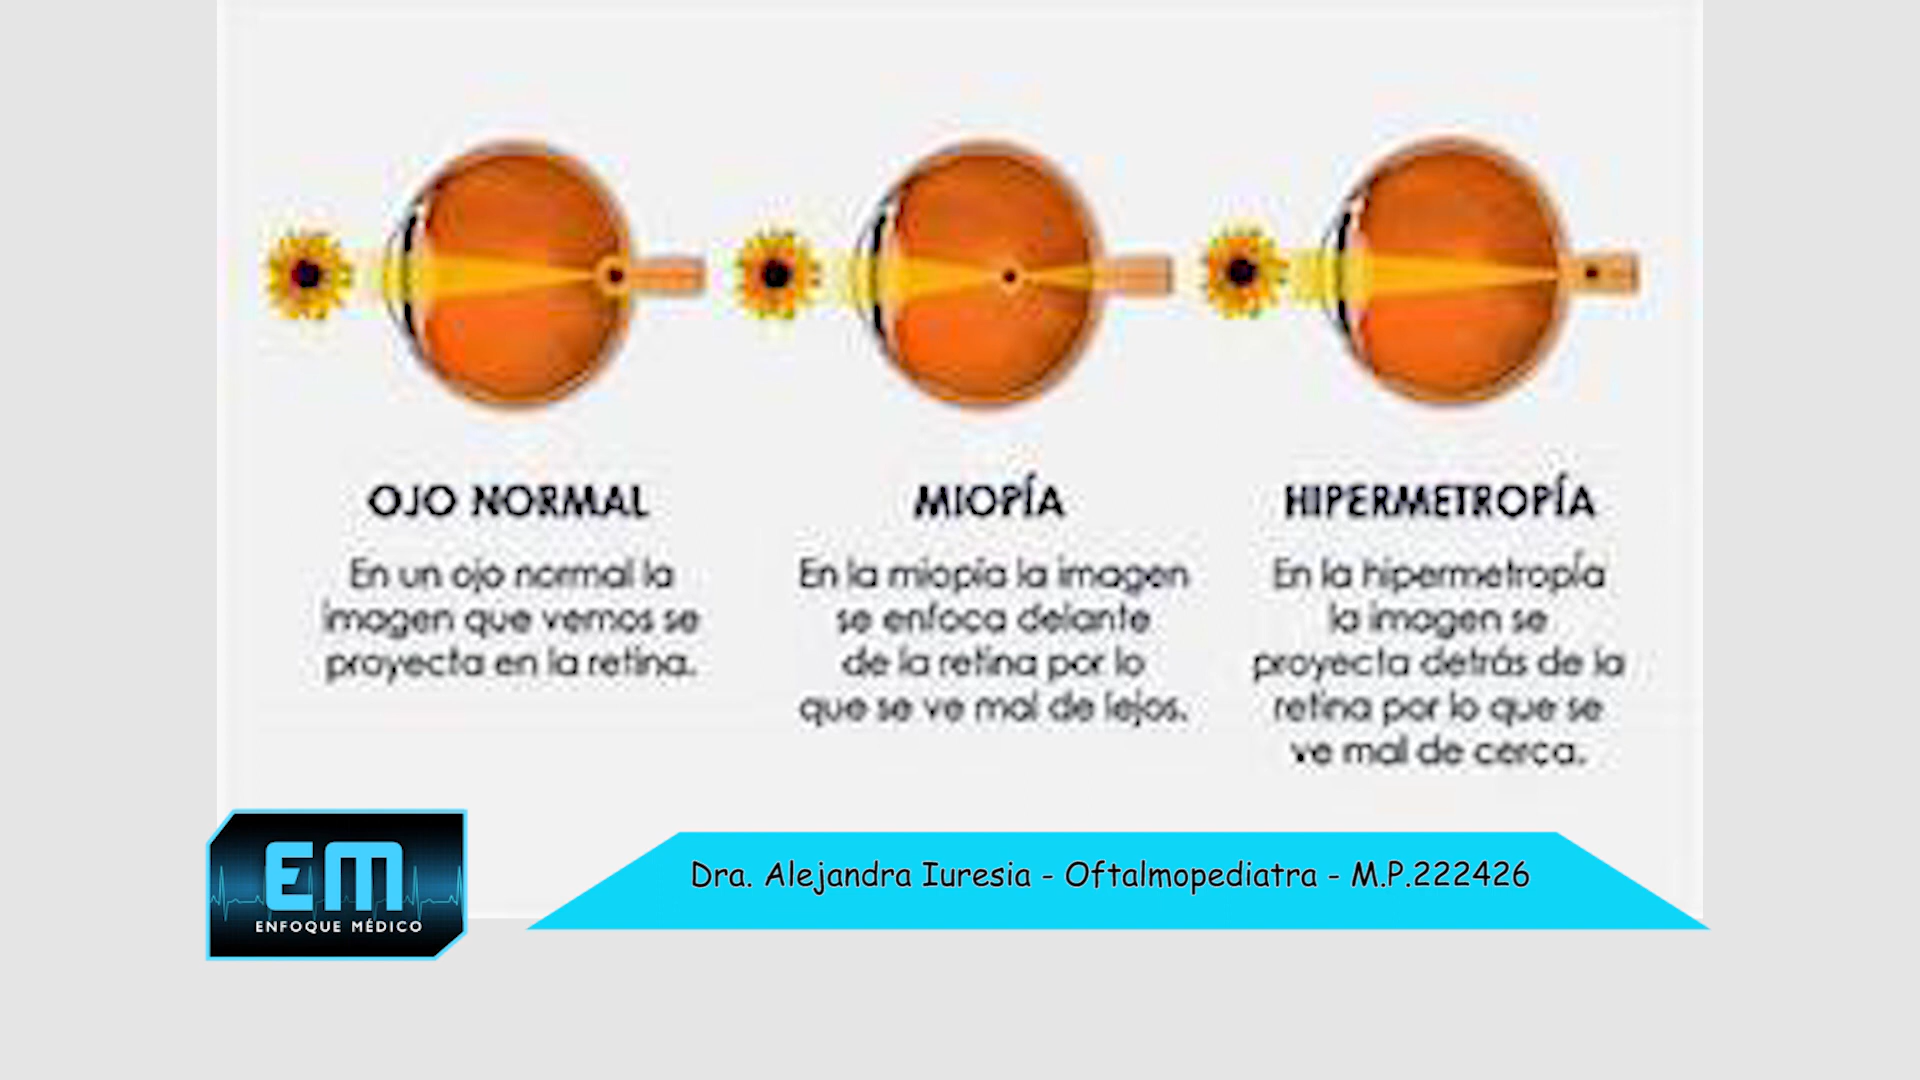 OJO NORMAL
En un ojo normal la
imagen que vemos se
proyecta en la retina.
MIOPÍA
En la miopía la imagen
se enfoca delante
de la retina por lo
que se ve mal de lejos.
HIPERMETROPÍA
En la hipermetropía
la imagen se
proyecta detrás de la
retina por lo que se
ve mal de cerca.
EM
ENFOQUE MÉDICO
Dra. Alejandra Iuresia - Oftalmopediatra - M.P.222426